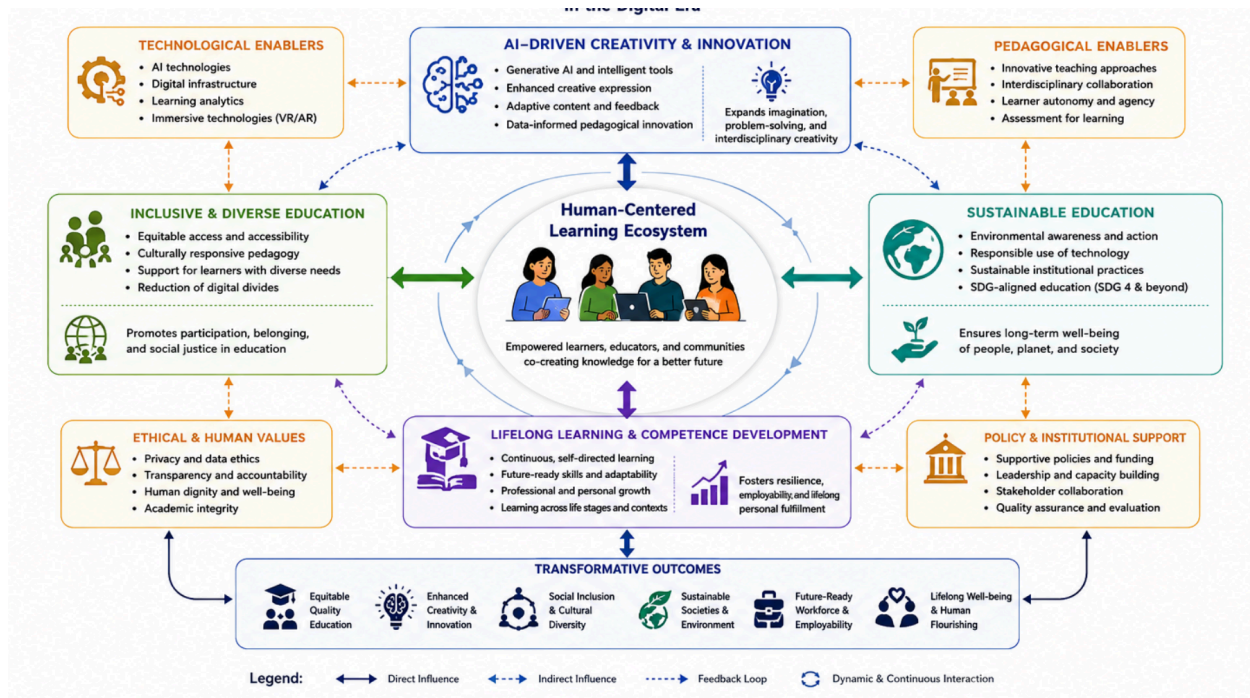 in the Digital Era
TECHNOLOGICAL ENABLERS
• AI technologies
• Digital infrastructure
• Learning analytics
• Immersive technologies (VR/AR)
AI-DRIVEN CREATIVITY & INNOVATION
• Generative AI and intelligent tools
• Enhanced creative expression
• Adaptive content and feedback
• Data-informed pedagogical innovation
Expands imagination,
problem-solving, and
interdisciplinary creativity
PEDAGOGICAL ENABLERS
• Innovative teaching approaches
• Interdisciplinary collaboration
• Learner autonomy and agency
• Assessment for learning
INCLUSIVE & DIVERSE EDUCATION
• Equitable access and accessibility
• Culturally responsive pedagogy
• Support for learners with diverse needs
• Reduction of digital divides
Promotes participation, belonging,
and social justice in education
Human-Centered
Learning Ecosystem
Empowered learners, educators, and communities
co-creating knowledge for a better future
SUSTAINABLE EDUCATION
• Environmental awareness and action
• Responsible use of technology
• Sustainable institutional practices
• SDG-aligned education (SDG 4 & beyond)
Ensures long-term well-being
of people, planet, and society
ETHICAL & HUMAN VALUES
• Privacy and data ethics
• Transparency and accountability
• Human dignity and well-being
• Academic integrity
LIFELONG LEARNING & COMPETENCE DEVELOPMENT
• Continuous, self-directed learning
• Future-ready skills and adaptability
• Professional and personal growth
• Learning across life stages and contexts
Fosters resilience,
employability, and lifelong
personal fulfillment
POLICY & INSTITUTIONAL SUPPORT
• Supportive policies and funding
• Leadership and capacity building
• Stakeholder collaboration
• Quality assurance and evaluation
TRANSFORMATIVE OUTCOMES
Equitable
Quality
Education
Enhanced
Creativity &
Innovation
Social Inclusion
& Cultural
Diversity
Sustainable
Societies &
Environment
Future-Ready
Workforce &
Employability
Lifelong Well-being
& Human
Flourishing
Legend:
Direct Influence
Indirect Influence
Feedback Loop
Dynamic & Continuous Interaction